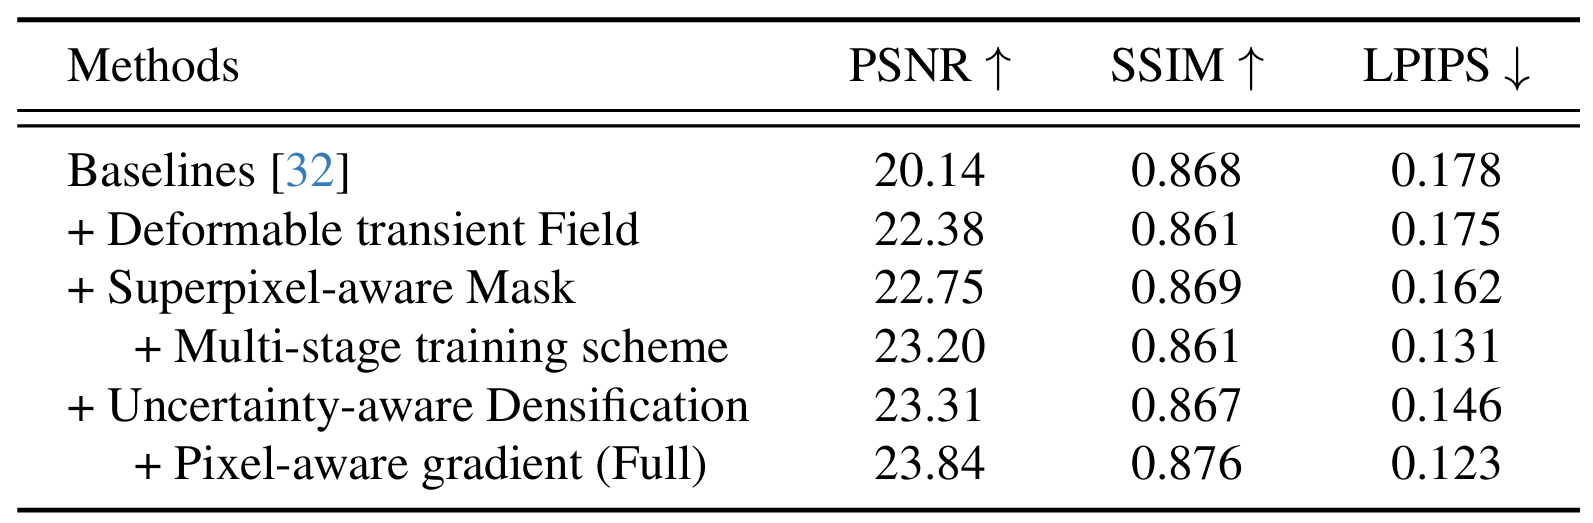 Methods PSNR ↑ SSIM ↑ LPIPS ↓
Baselines [32] 20.14 0.868 0.178
+ Deformable transient Field 22.38 0.861 0.175
+ Superpixel-aware Mask 22.75 0.869 0.162
+ Multi-stage training scheme 23.20 0.861 0.131
+ Uncertainty-aware Densification 23.31 0.867 0.146
+ Pixel-aware gradient (Full) 23.84 0.876 0.123